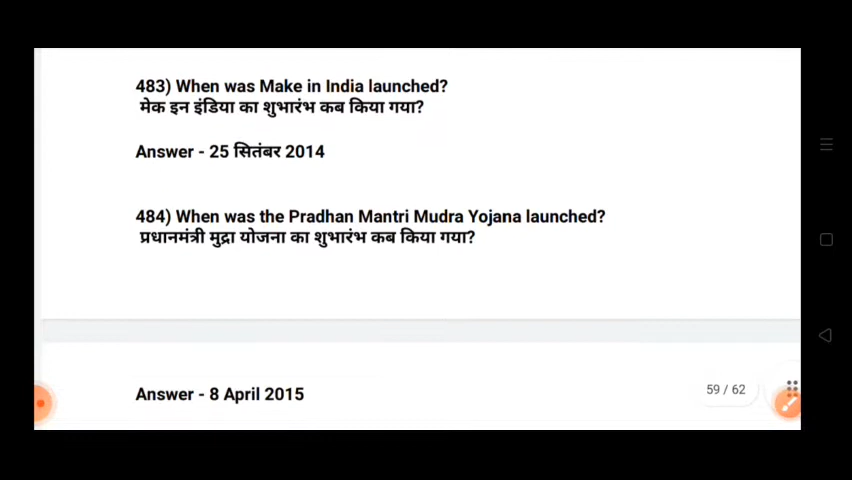 483) When was Make in India launched?
मेक इन इंडिया का शुभारंभ कब किया गया?
Answer - 25 सितंबर 2014
484) When was the Pradhan Mantri Mudra Yojana launched?
प्रधानमंत्री मुद्रा योजना का शुभारंभ कब किया गया?
Answer - 8 April 2015
59 / 62